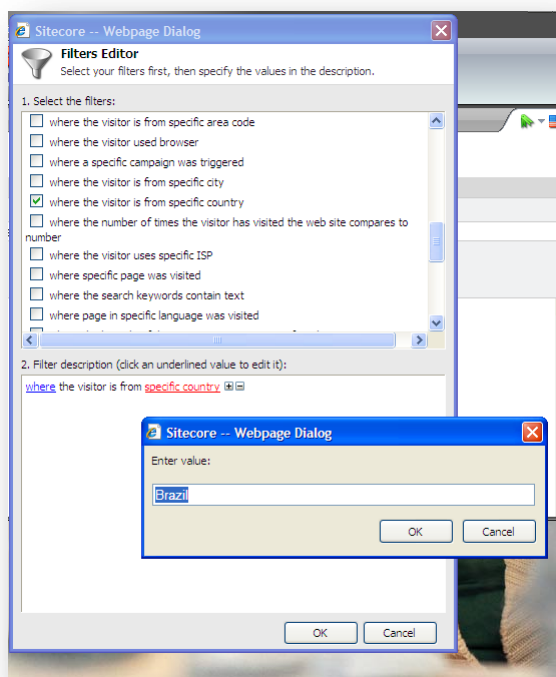 Sitecore -- Webpage Dialog
Filters Editor
Select your filters first, then specify the values in the description.
1. Select the filters:
where the visitor is from specific area code
where the visitor used browser
where a specific campaign was triggered
where the visitor is from specific city
where the visitor is from specific country
where the number of times the visitor has visited the web site compares to
number
where the visitor uses specific ISP
where specific page was visited
where the search keywords contain text
where page in specific language was visited
2. Filter description (click an underlined value to edit it):
where the visitor is from specific country
Sitecore -- Webpage Dialog
Enter value:
Brazil
OK Cancel
OK Cancel